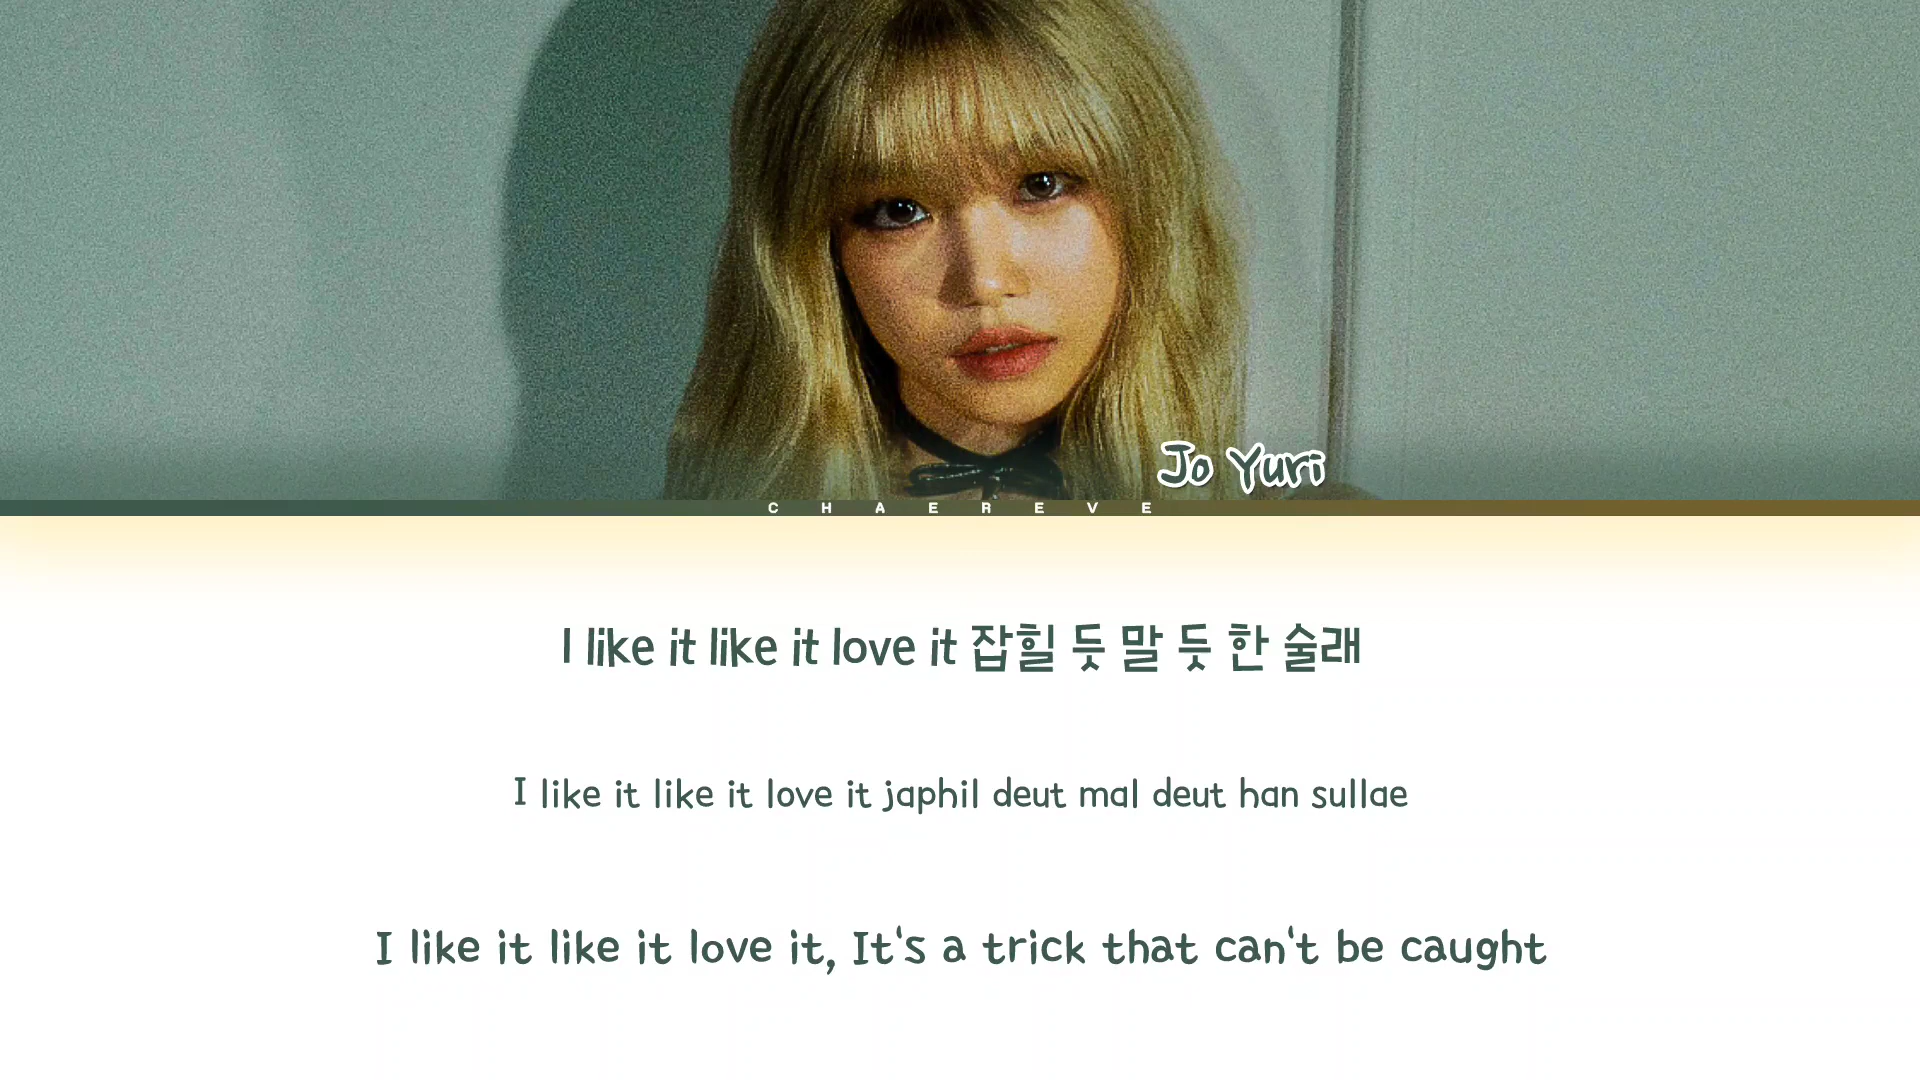 Jo Yuri
CHAEREVE
I like it like it love it 잡힐 듯 말 듯 한 술래
I like it like it love it japhil deut mal deut han sullae
I like it like it love it, It's a trick that can't be caught